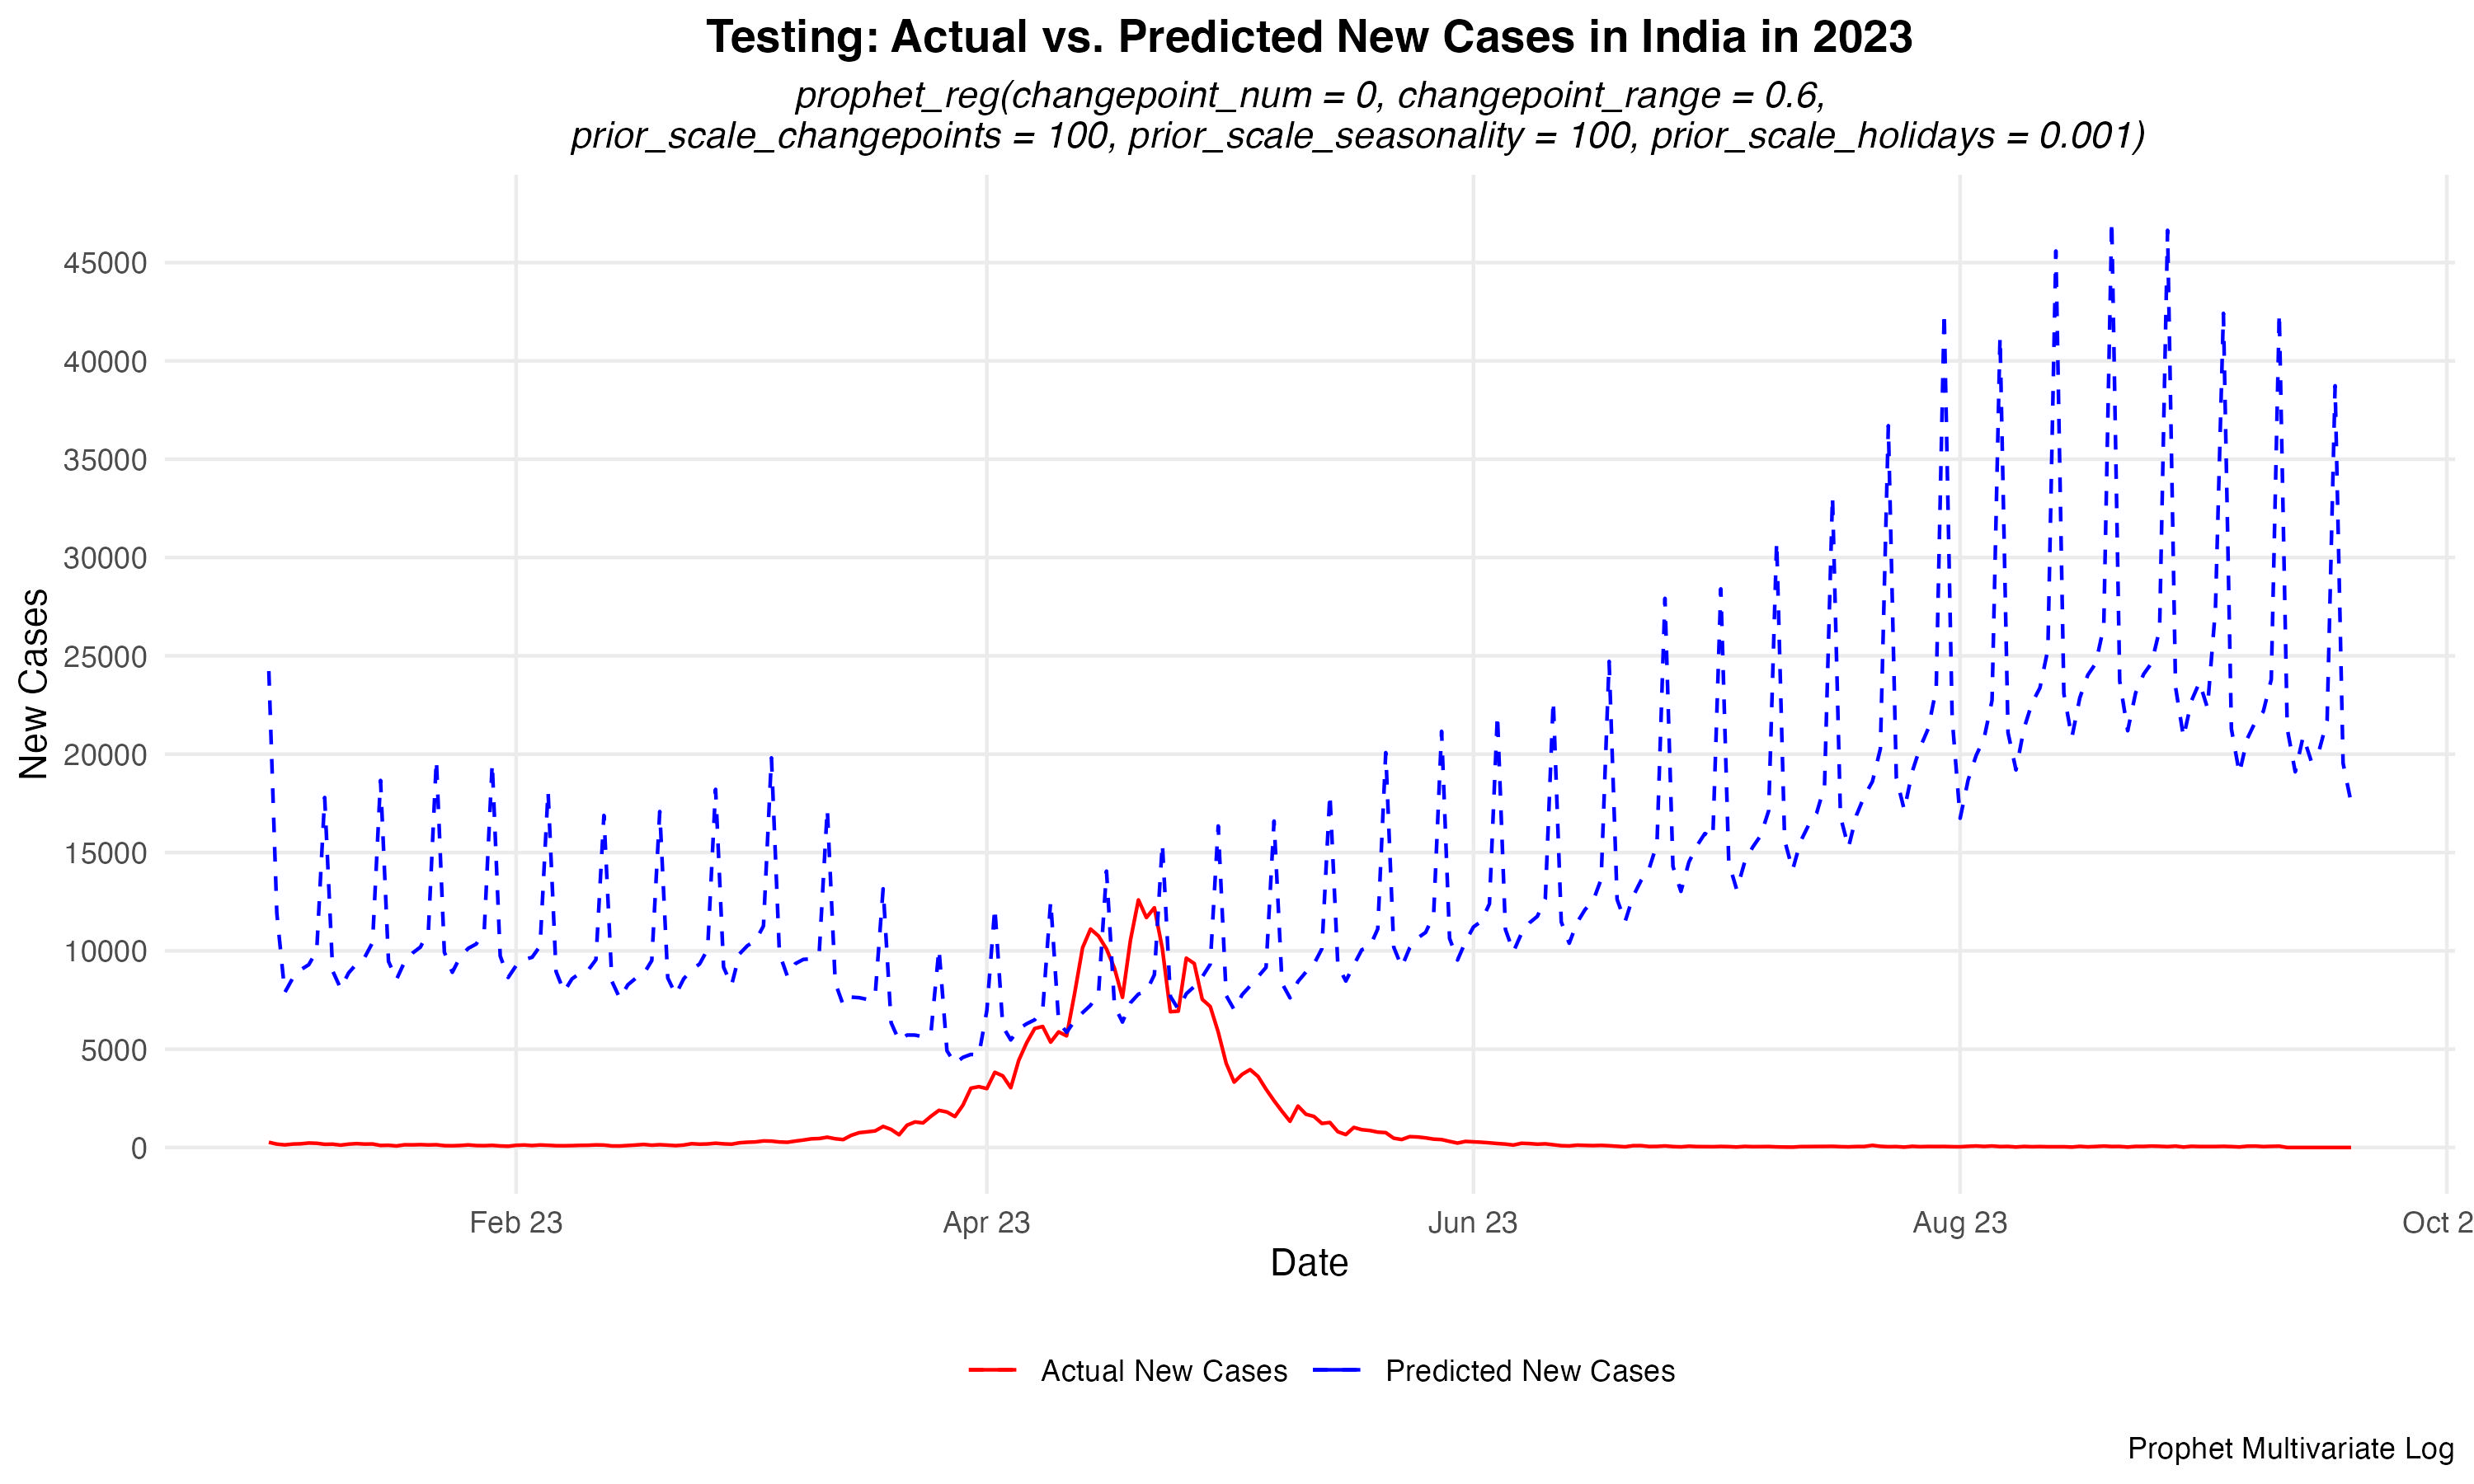 Testing: Actual vs. Predicted New Cases in India in 2023
prophet_reg(changepoint_num = 0, changepoint_range = 0.6,
prior_scale_changepoints = 100, prior_scale_seasonality = 100, prior_scale_holidays = 0.001)
New Cases
45000
40000
35000
30000
25000
20000
15000
10000
5000
0
Feb 23 Apr 23 Jun 23 Aug 23 Oct 2
Date
Actual New Cases Predicted New Cases
Prophet Multivariate Log